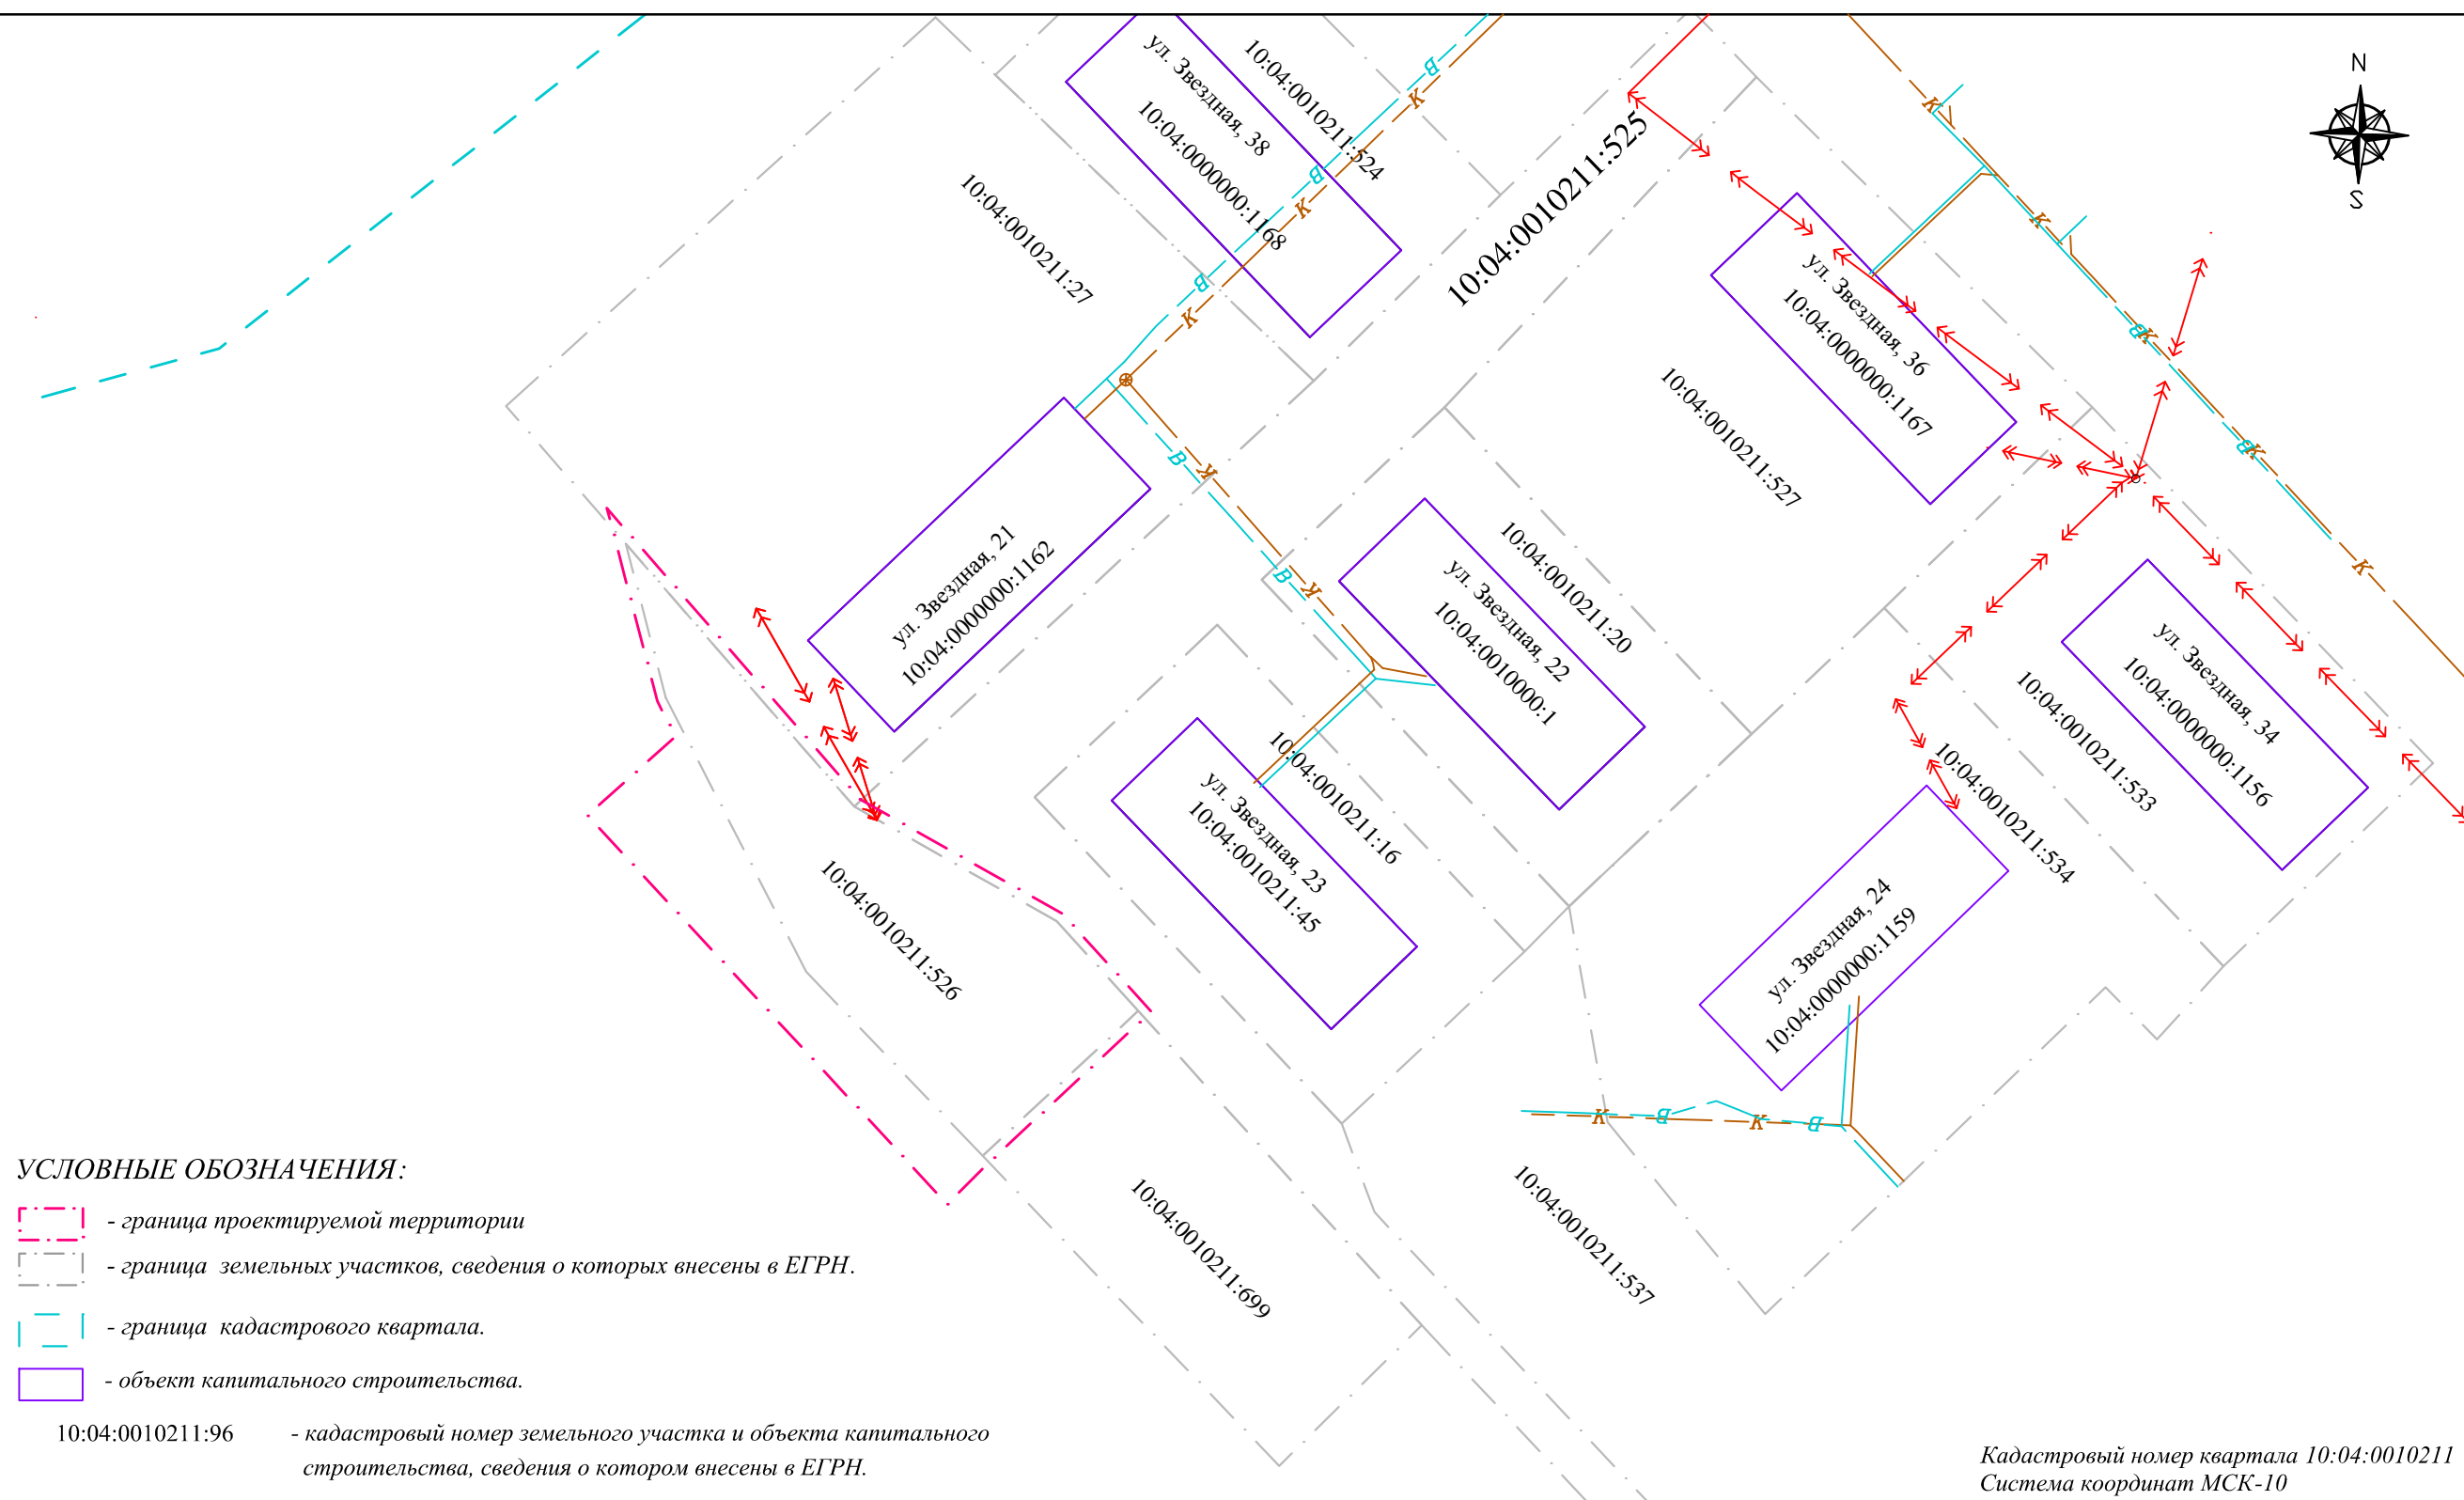 N
S
ул. Звездная, 38
10:04:0000000:1168
10:04:0010211:524
10:04:0010211:525
10:04:0010211:27
ул. Звездная, 36
10:04:0000000:1167
10:04:0010211:527
ул. Звездная, 21
10:04:0000000:1162
10:04:0010211:20
ул. Звездная, 22
10:04:0010000:1
ул. Звездная, 34
10:04:0000000:1156
10:04:0010211:533
10:04:0010211:534
10:04:0010211:16
ул. Звездная, 23
10:04:0010211:45
ул. Звездная, 24
10:04:0000000:1159
10:04:0010211:526
10:04:0010211:699
10:04:0010211:537
В
К
В
К
В
К
В
К
В
К
К
К
К
В
К
В
К
К
В
К
В
УСЛОВНЫЕ ОБОЗНАЧЕНИЯ:
- граница проектируемой территории
- граница земельных участков, сведения о которых внесены в ЕГРН.
- граница кадастрового квартала.
- объект капитального строительства.
10:04:0010211:96 - кадастровый номер земельного участка и объекта капитального
строительства, сведения о котором внесены в ЕГРН.
Кадастровый номер квартала 10:04:0010211
Система координат МСК-10